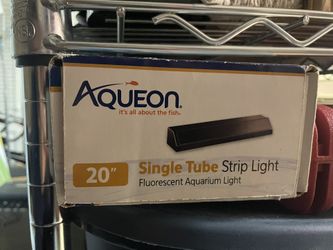 AQUEON.
it's all about the fish.
20" Single Tube Strip Light
Fluorescent Aquarium Light